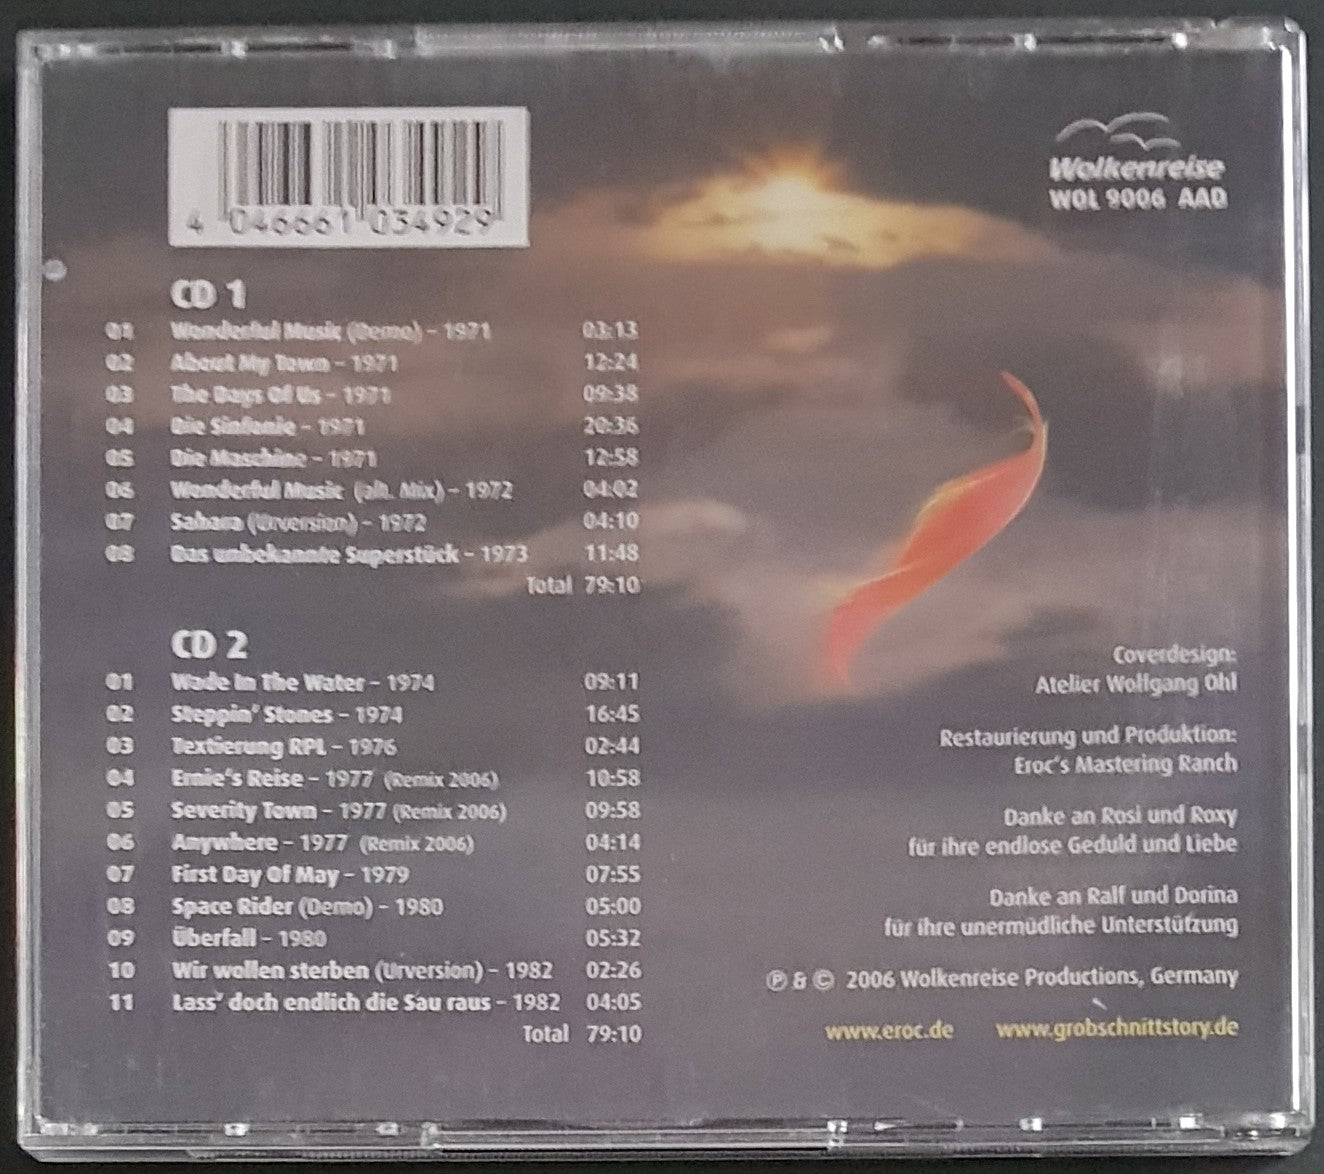 4 046661 034929
Wolkenreise
WOL 9006 AAD
CD 1
01 Wonderful Music (Demo) – 1971 03:13
02 About My Town – 1971 12:24
03 The Days Of Us – 1971 09:38
04 Die Sinfonie – 1971 20:36
05 Die Maschine – 1971 12:58
06 Wonderful Music (alt. Mix) – 1972 04:02
07 Sahara (Urversion) – 1972 04:10
08 Das unbekannte Superstück – 1973 11:48
Total 79:10
CD 2
01 Wade In The Water – 1974 09:11
02 Steppin' Stones – 1974 16:45
03 Textierung RPL – 1976 02:44
04 Ernie's Reise – 1977 (Remix 2006) 10:58
05 Severity Town – 1977 (Remix 2006) 09:58
06 Anywhere – 1977 (Remix 2006) 04:14
07 First Day Of May – 1979 07:55
08 Space Rider (Demo) – 1980 05:00
09 Überfall – 1980 05:32
10 Wir wollen sterben (Urversion) – 1982 02:26
11 Lass' doch endlich die Sau raus – 1982 04:05
Total 79:10
Coverdesign:
Atelier Wolfgang Ohl
Restaurierung und Produktion:
Eroc's Mastering Ranch
Danke an Rosi und Roxy
für ihre endlose Geduld und Liebe
Danke an Ralf und Dorina
für ihre unermüdliche Unterstützung
℗ & © 2006 Wolkenreise Productions, Germany
www.eroc.de www.grobschnittstory.de